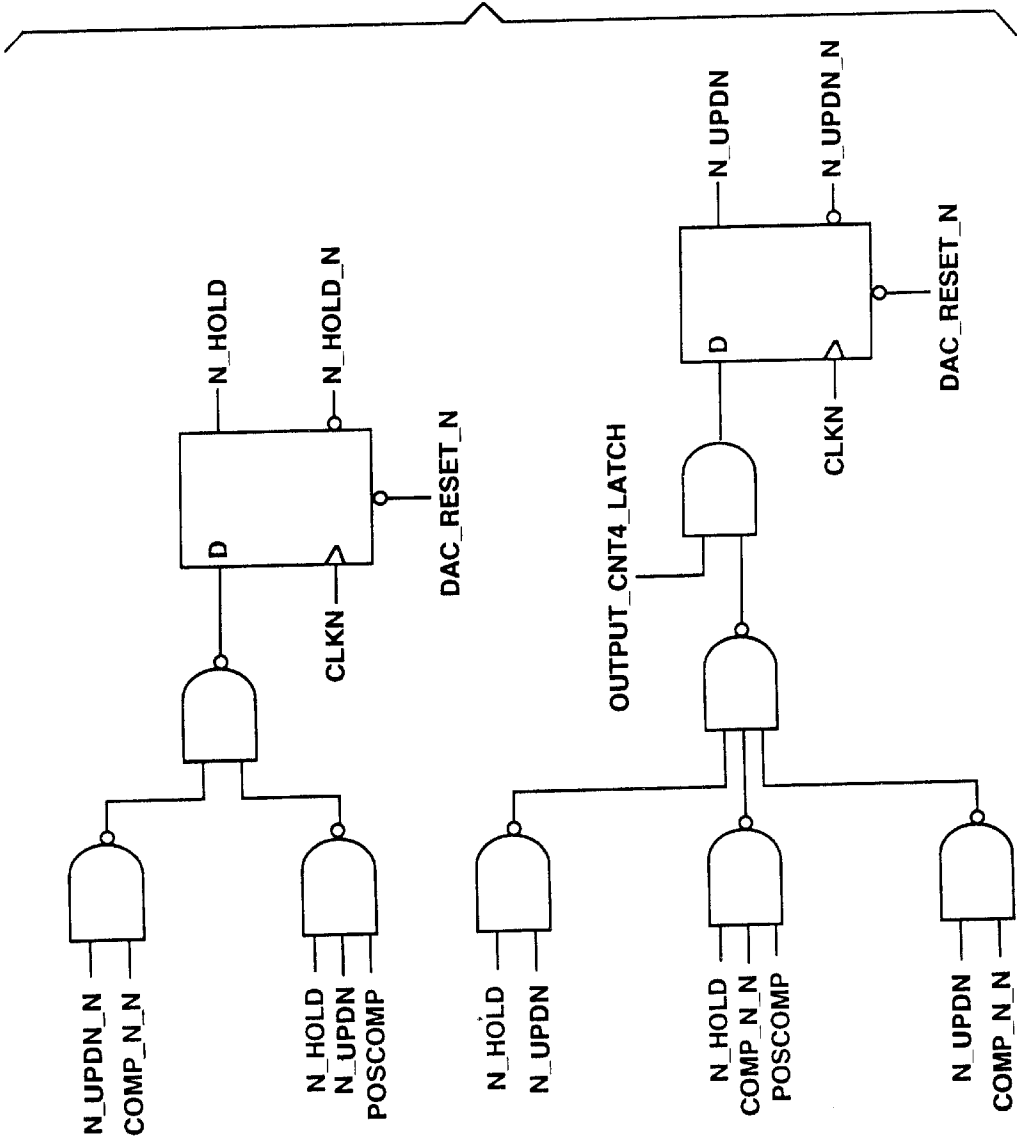 N_UPDN_N
COMP_N_N
N_HOLD
N_UPDN
POSCOMP
D
CLKN
N_HOLD
N_HOLD_N
DAC_RESET_N
N_HOLD
N_UPDN
N_HOLD
COMP_N_N
POSCOMP
N_UPDN
COMP_N_N
OUTPUT_CNT4_LATCH
D
CLKN
N_UPDN
N_UPDN_N
DAC_RESET_N